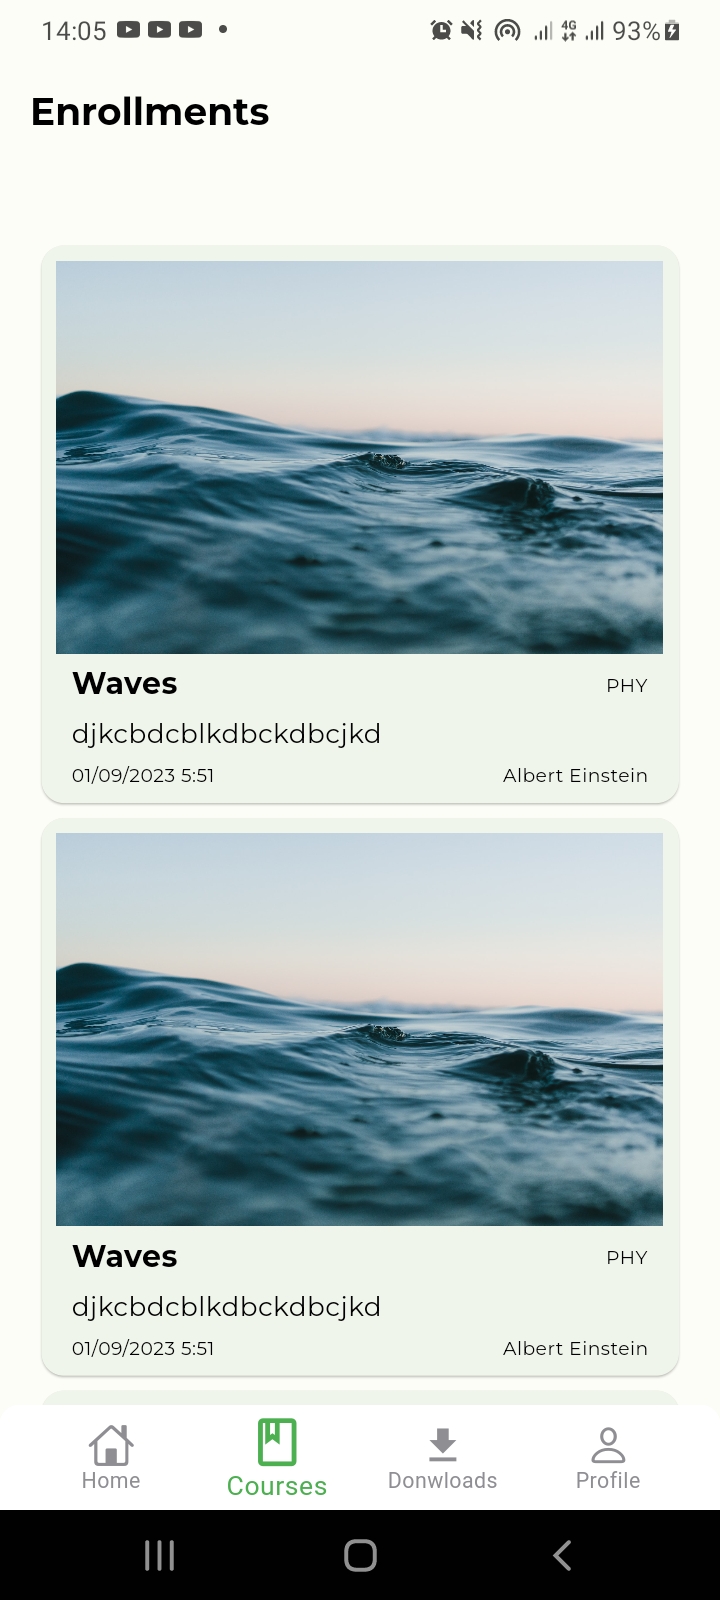 14:05 4G 93%
Enrollments
Waves PHY
djkcbdcblkdbckdbcjkd
01/09/2023 5:51 Albert Einstein
Waves PHY
djkcbdcblkdbckdbcjkd
01/09/2023 5:51 Albert Einstein
Home Courses Donwloads Profile